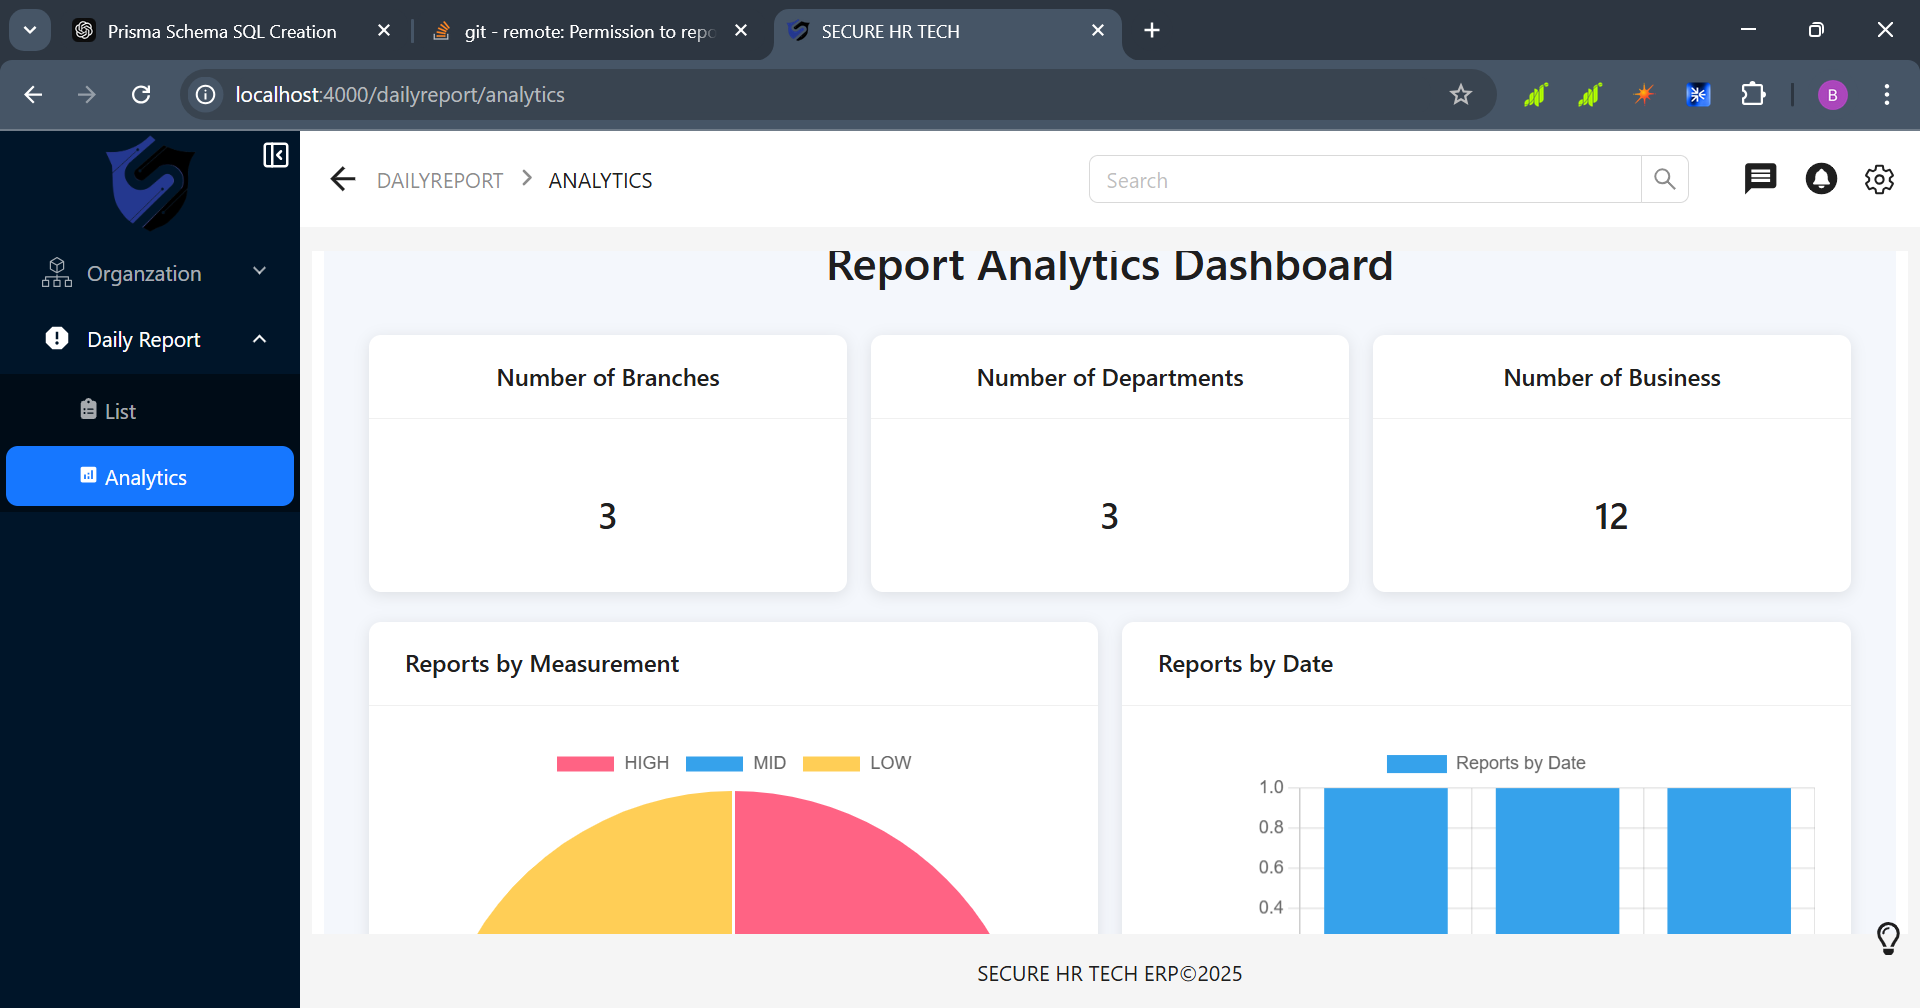 Prisma Schema SQL Creation
git - remote: Permission to repo
SECURE HR TECH
localhost:4000/dailyreport/analytics
B
DAILYREPORT > ANALYTICS
Search
Organzation
Daily Report
List
Analytics
Report Analytics Dashboard
Number of Branches
3
Number of Departments
3
Number of Business
12
Reports by Measurement
HIGH MID LOW
Reports by Date
Reports by Date
1.0
0.8
0.6
0.4
SECURE HR TECH ERP©2025